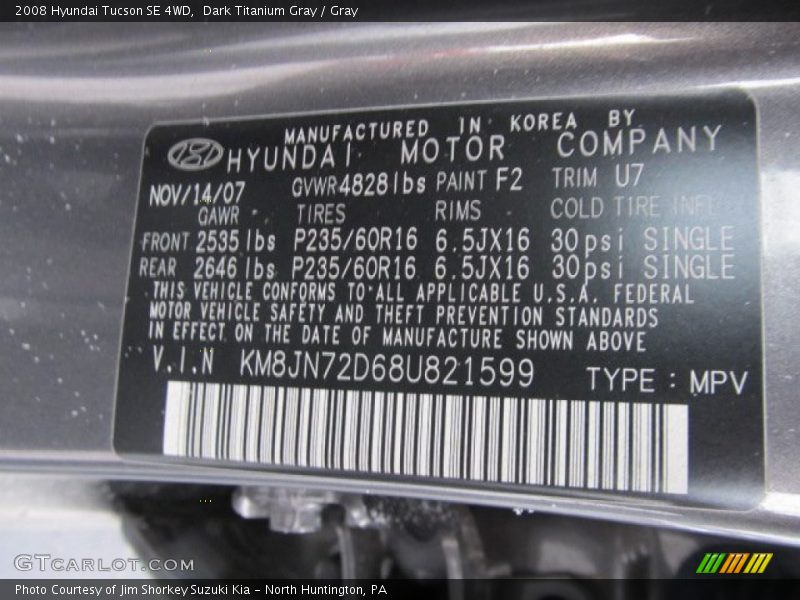 2008 Hyundai Tucson SE 4WD,  Dark Titanium Gray / Gray
MANUFACTURED IN KOREA BY
HYUNDAI MOTOR COMPANY
NOV/14/07 GVWR4828lbs PAINT F2 TRIM U7
GAWR TIRES RIMS COLD TIRE INFL
FRONT 2535 lbs P235/60R16 6.5JX16 30psi SINGLE
REAR 2646 lbs P235/60R16 6.5JX16 30psi SINGLE
THIS VEHICLE CONFORMS TO ALL APPLICABLE U.S.A. FEDERAL
MOTOR VEHICLE SAFETY AND THEFT PREVENTION STANDARDS
IN EFFECT ON THE DATE OF MANUFACTURE SHOWN ABOVE
V.I.N KM8JN72D68U821599 TYPE : MPV
GTcarlot.com
Photo Courtesy of Jim Shorkey Suzuki Kia – North Huntington, PA